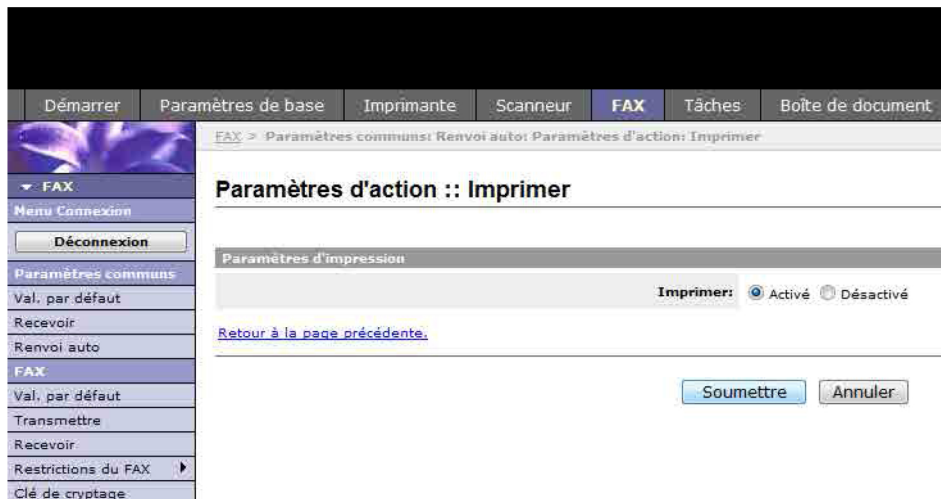 Démarrer Paramètres de base Imprimante Scanneur FAX Tâches Boîte de document
FAX > Paramètres communs: Renvoi auto: Paramètres d'action: Imprimer
FAX
Menu Connexion
Déconnexion
Paramètres communs
Val. par défaut
Recevoir
Renvoi auto
FAX
Val. par défaut
Transmettre
Recevoir
Restrictions du FAX
Clé de cryptage
Paramètres d'action :: Imprimer
Paramètres d'impression
Imprimer: Activé Désactivé
Retour à la page précédente.
Soumettre Annuler